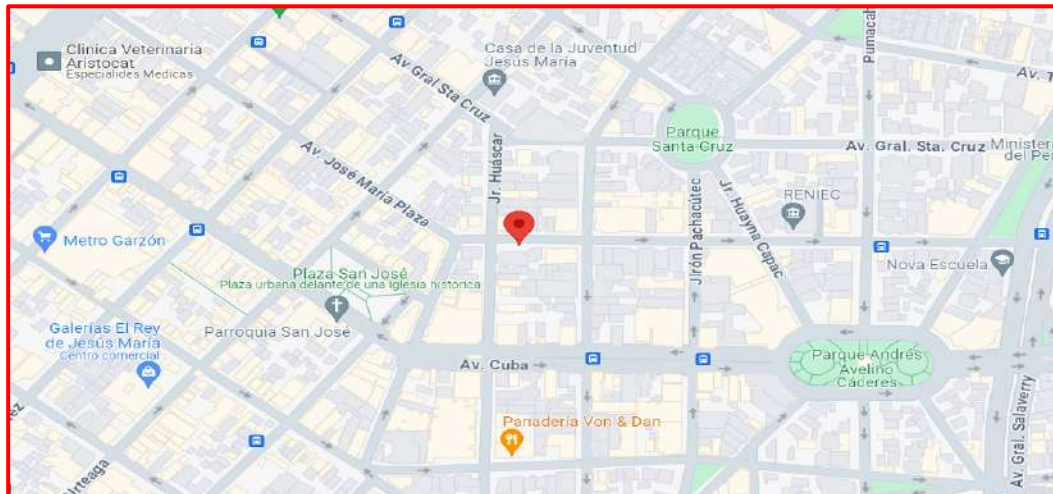 Clinica Veterinaria
Aristocat
Especialides Medicas
Casa de la Juventud
Jesús María
Av Gral Sta Cruz
Pumacah
Av. T
Parque
Santa Cruz
Av. Gral. Sta. Cruz
Minister
del Pe
Av. José María Plaza
Jr. Huáscar
Jirón Pachacútec
Jr. Huayna Capac
RENIEC
Metro Garzón
Nova Escuela
Plaza San José
Plaza urbana delante de una iglesia histórica
Parroquia San José
Galerías El Rey
de Jesús María
Centro comercial
Av. Cuba
Parque Andrés
Avelino
Cáceres
Panadería Von & Dan
Av. Gral. Salaverry
Urteaga